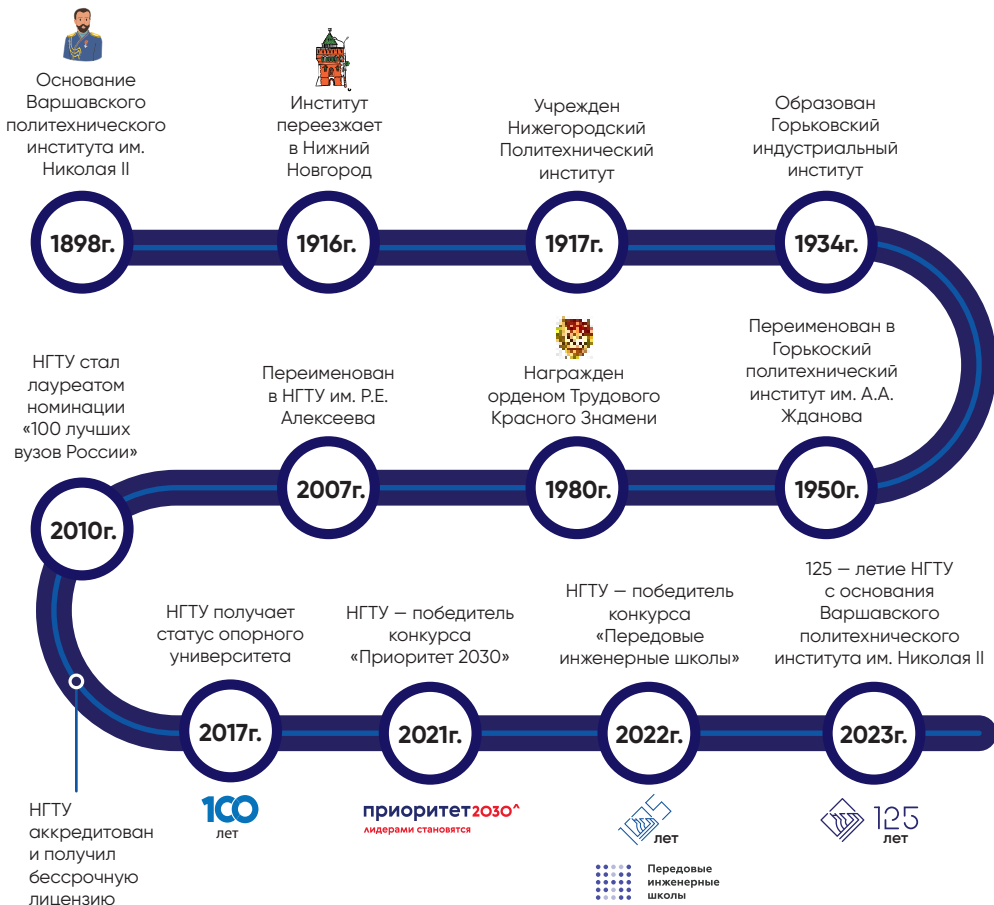 Основание
Варшавского
политехнического
института им.
Николая II
1898г.
Институт
переезжает
в Нижний
Новгород
1916г.
Учрежден
Нижегородский
Политехнический
институт
1917г.
Образован
Горьковский
индустриальный
институт
1934г.
Переименован в
Горькоский
политехнический
институт им. А.А.
Жданова
1950г.
Награжден
орденом Трудового
Красного Знамени
1980г.
Переименован
в НГТУ им. Р.Е.
Алексеева
2007г.
НГТУ стал
лауреатом
номинации
«100 лучших
вузов России»
2010г.
НГТУ
аккредитован
и получил
бессрочную
лицензию
НГТУ получает
статус опорного
университета
2017г.
100
лет
НГТУ — победитель
конкурса
«Приоритет 2030»
2021г.
приоритет2030^
лидерами становятся
НГТУ — победитель
конкурса
«Передовые
инженерные школы»
2022г.
105
лет
Передовые
инженерные
школы
125 — летие НГТУ
с основания
Варшавского
политехнического
института им. Николая II
2023г.
125
лет